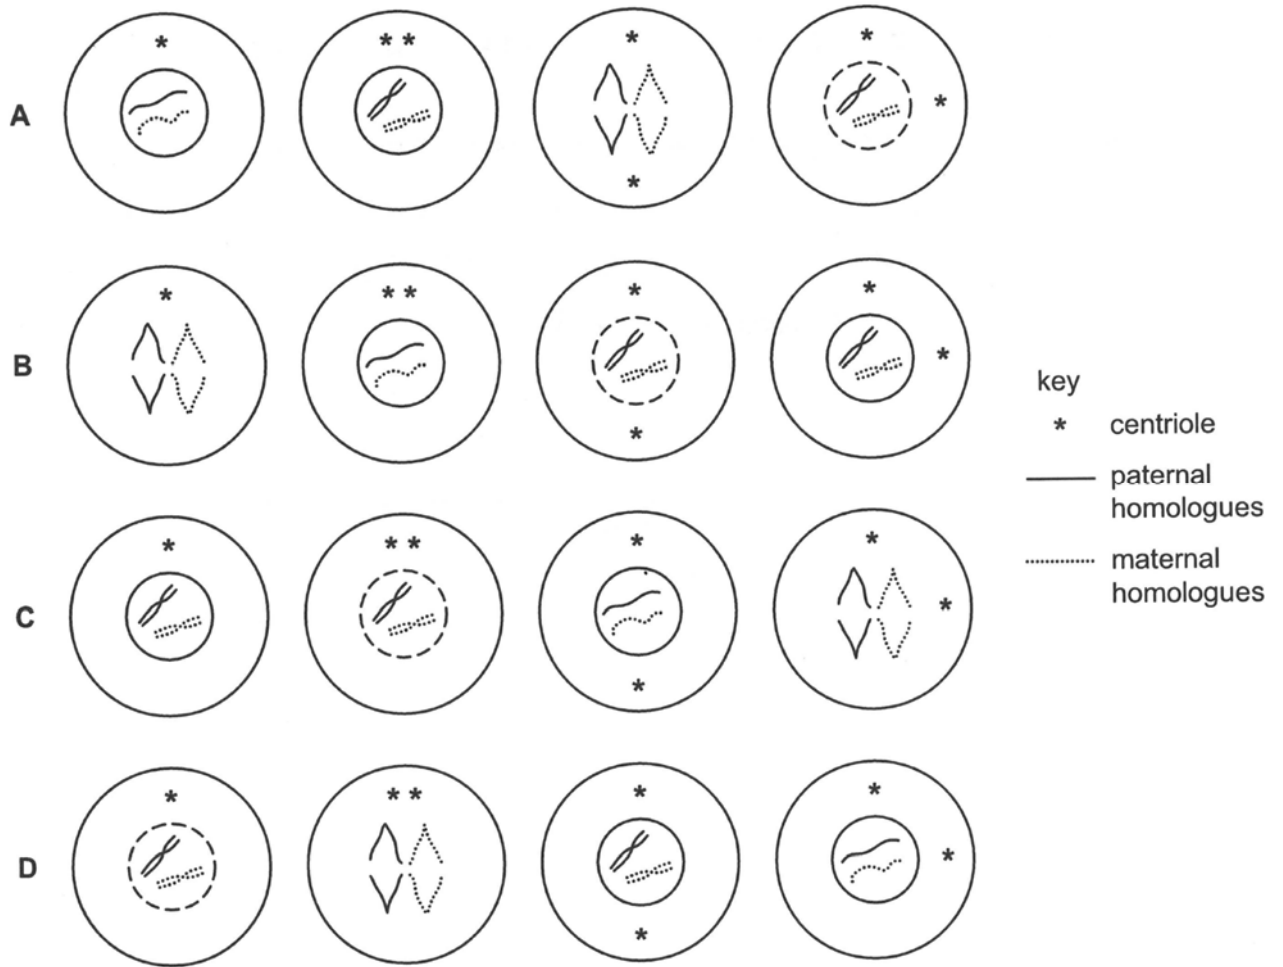 A
B
C
D
key
* centriole
paternal
homologues
maternal
homologues